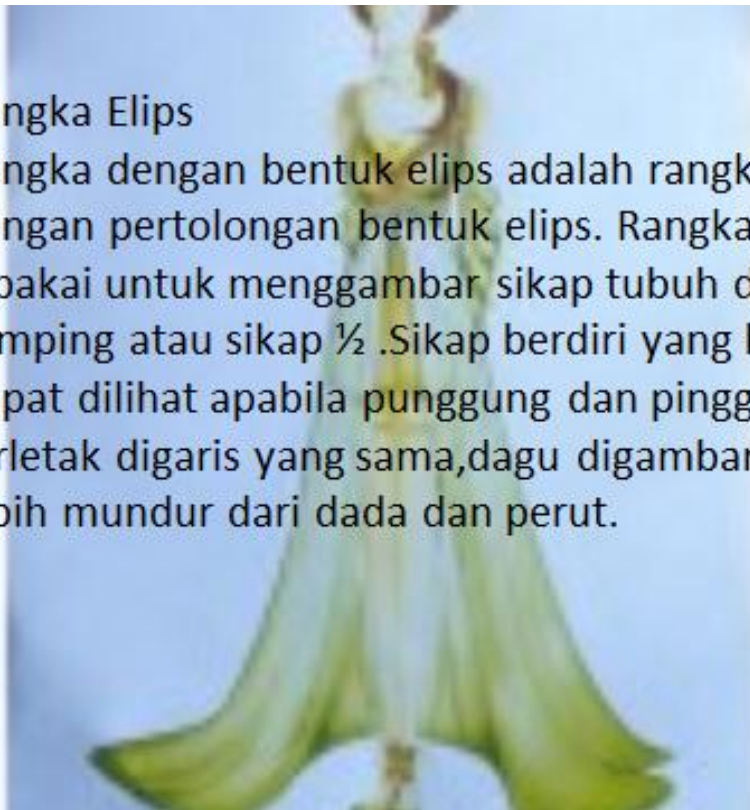 ngka Elips
ngka dengan bentuk elips adalah rangk
ngan pertolongan bentuk elips. Rangka
pakai untuk menggambar sikap tubuh d
mping atau sikap ½ .Sikap berdiri yang
pat dilihat apabila punggung dan pingg
rletak digaris yang sama,dagu digambar
bih mundur dari dada dan perut.